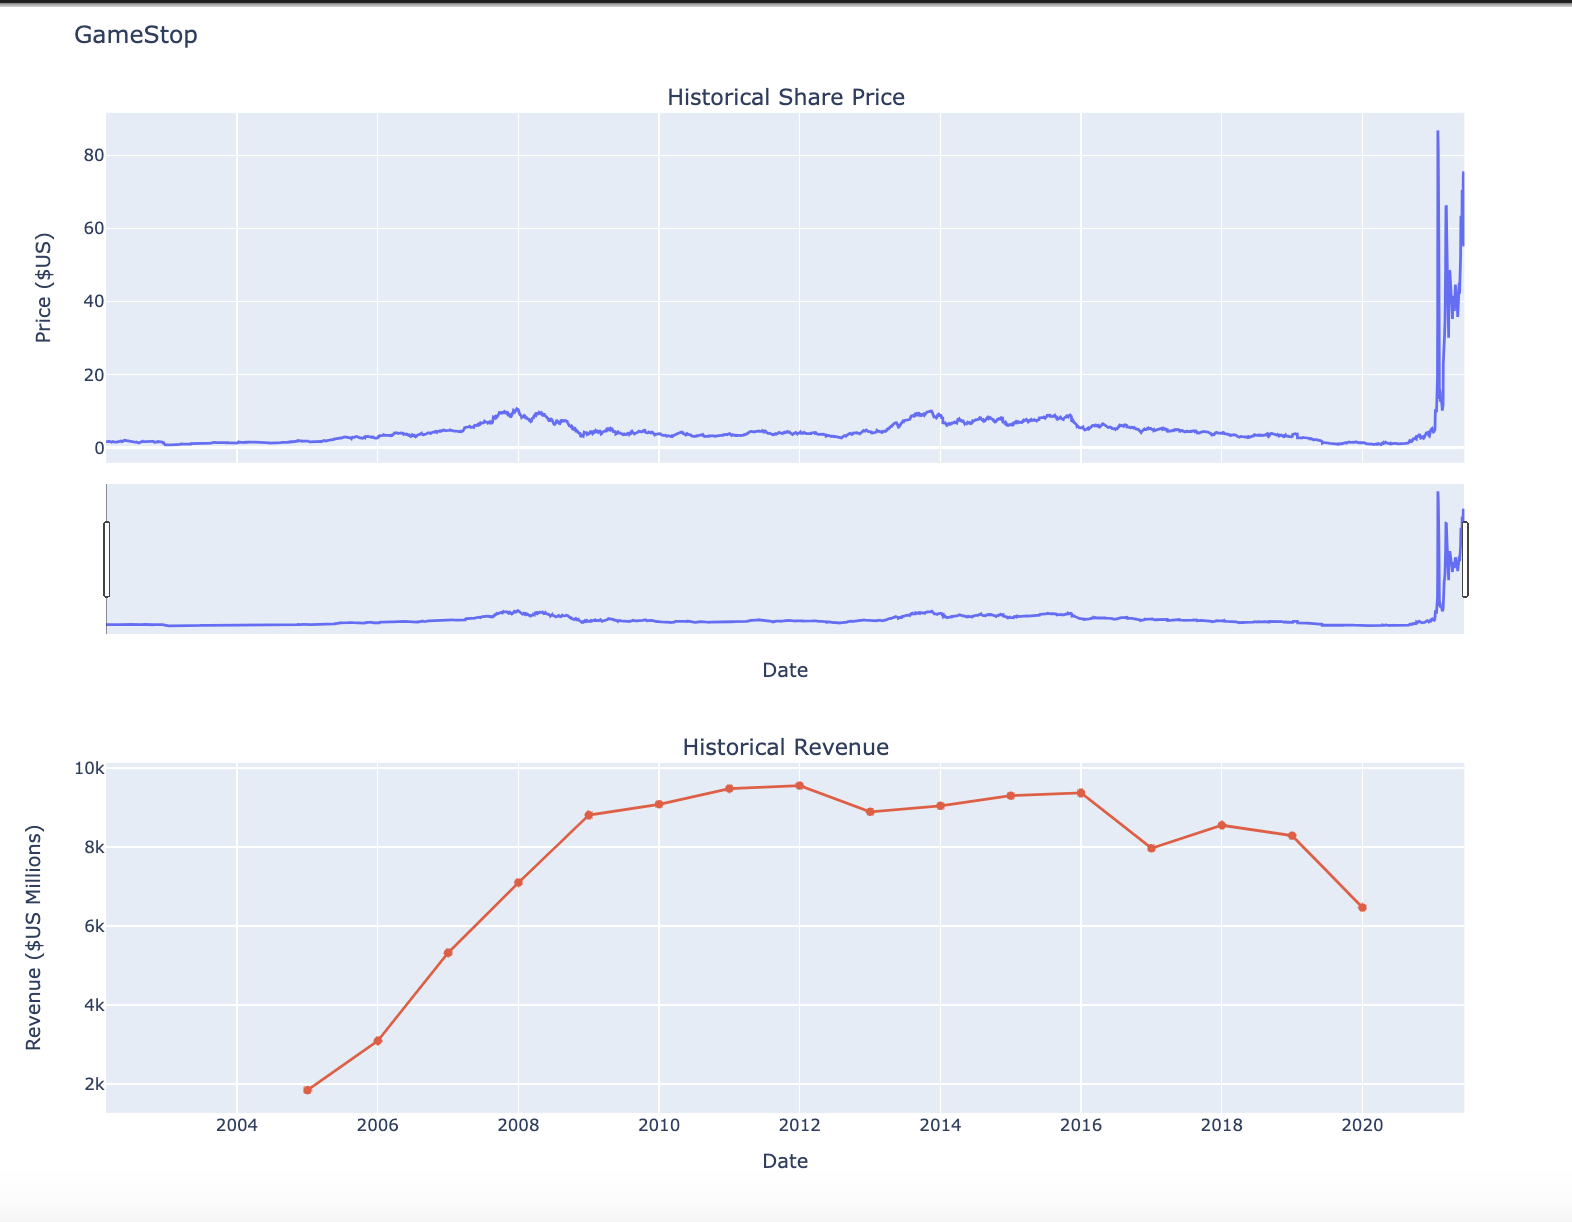 GameStop
Historical Share Price
Price ($US)
80
60
40
20
0
Date
Historical Revenue
Revenue ($US Millions)
10k
8k
6k
4k
2k
2004 2006 2008 2010 2012 2014 2016 2018 2020
Date